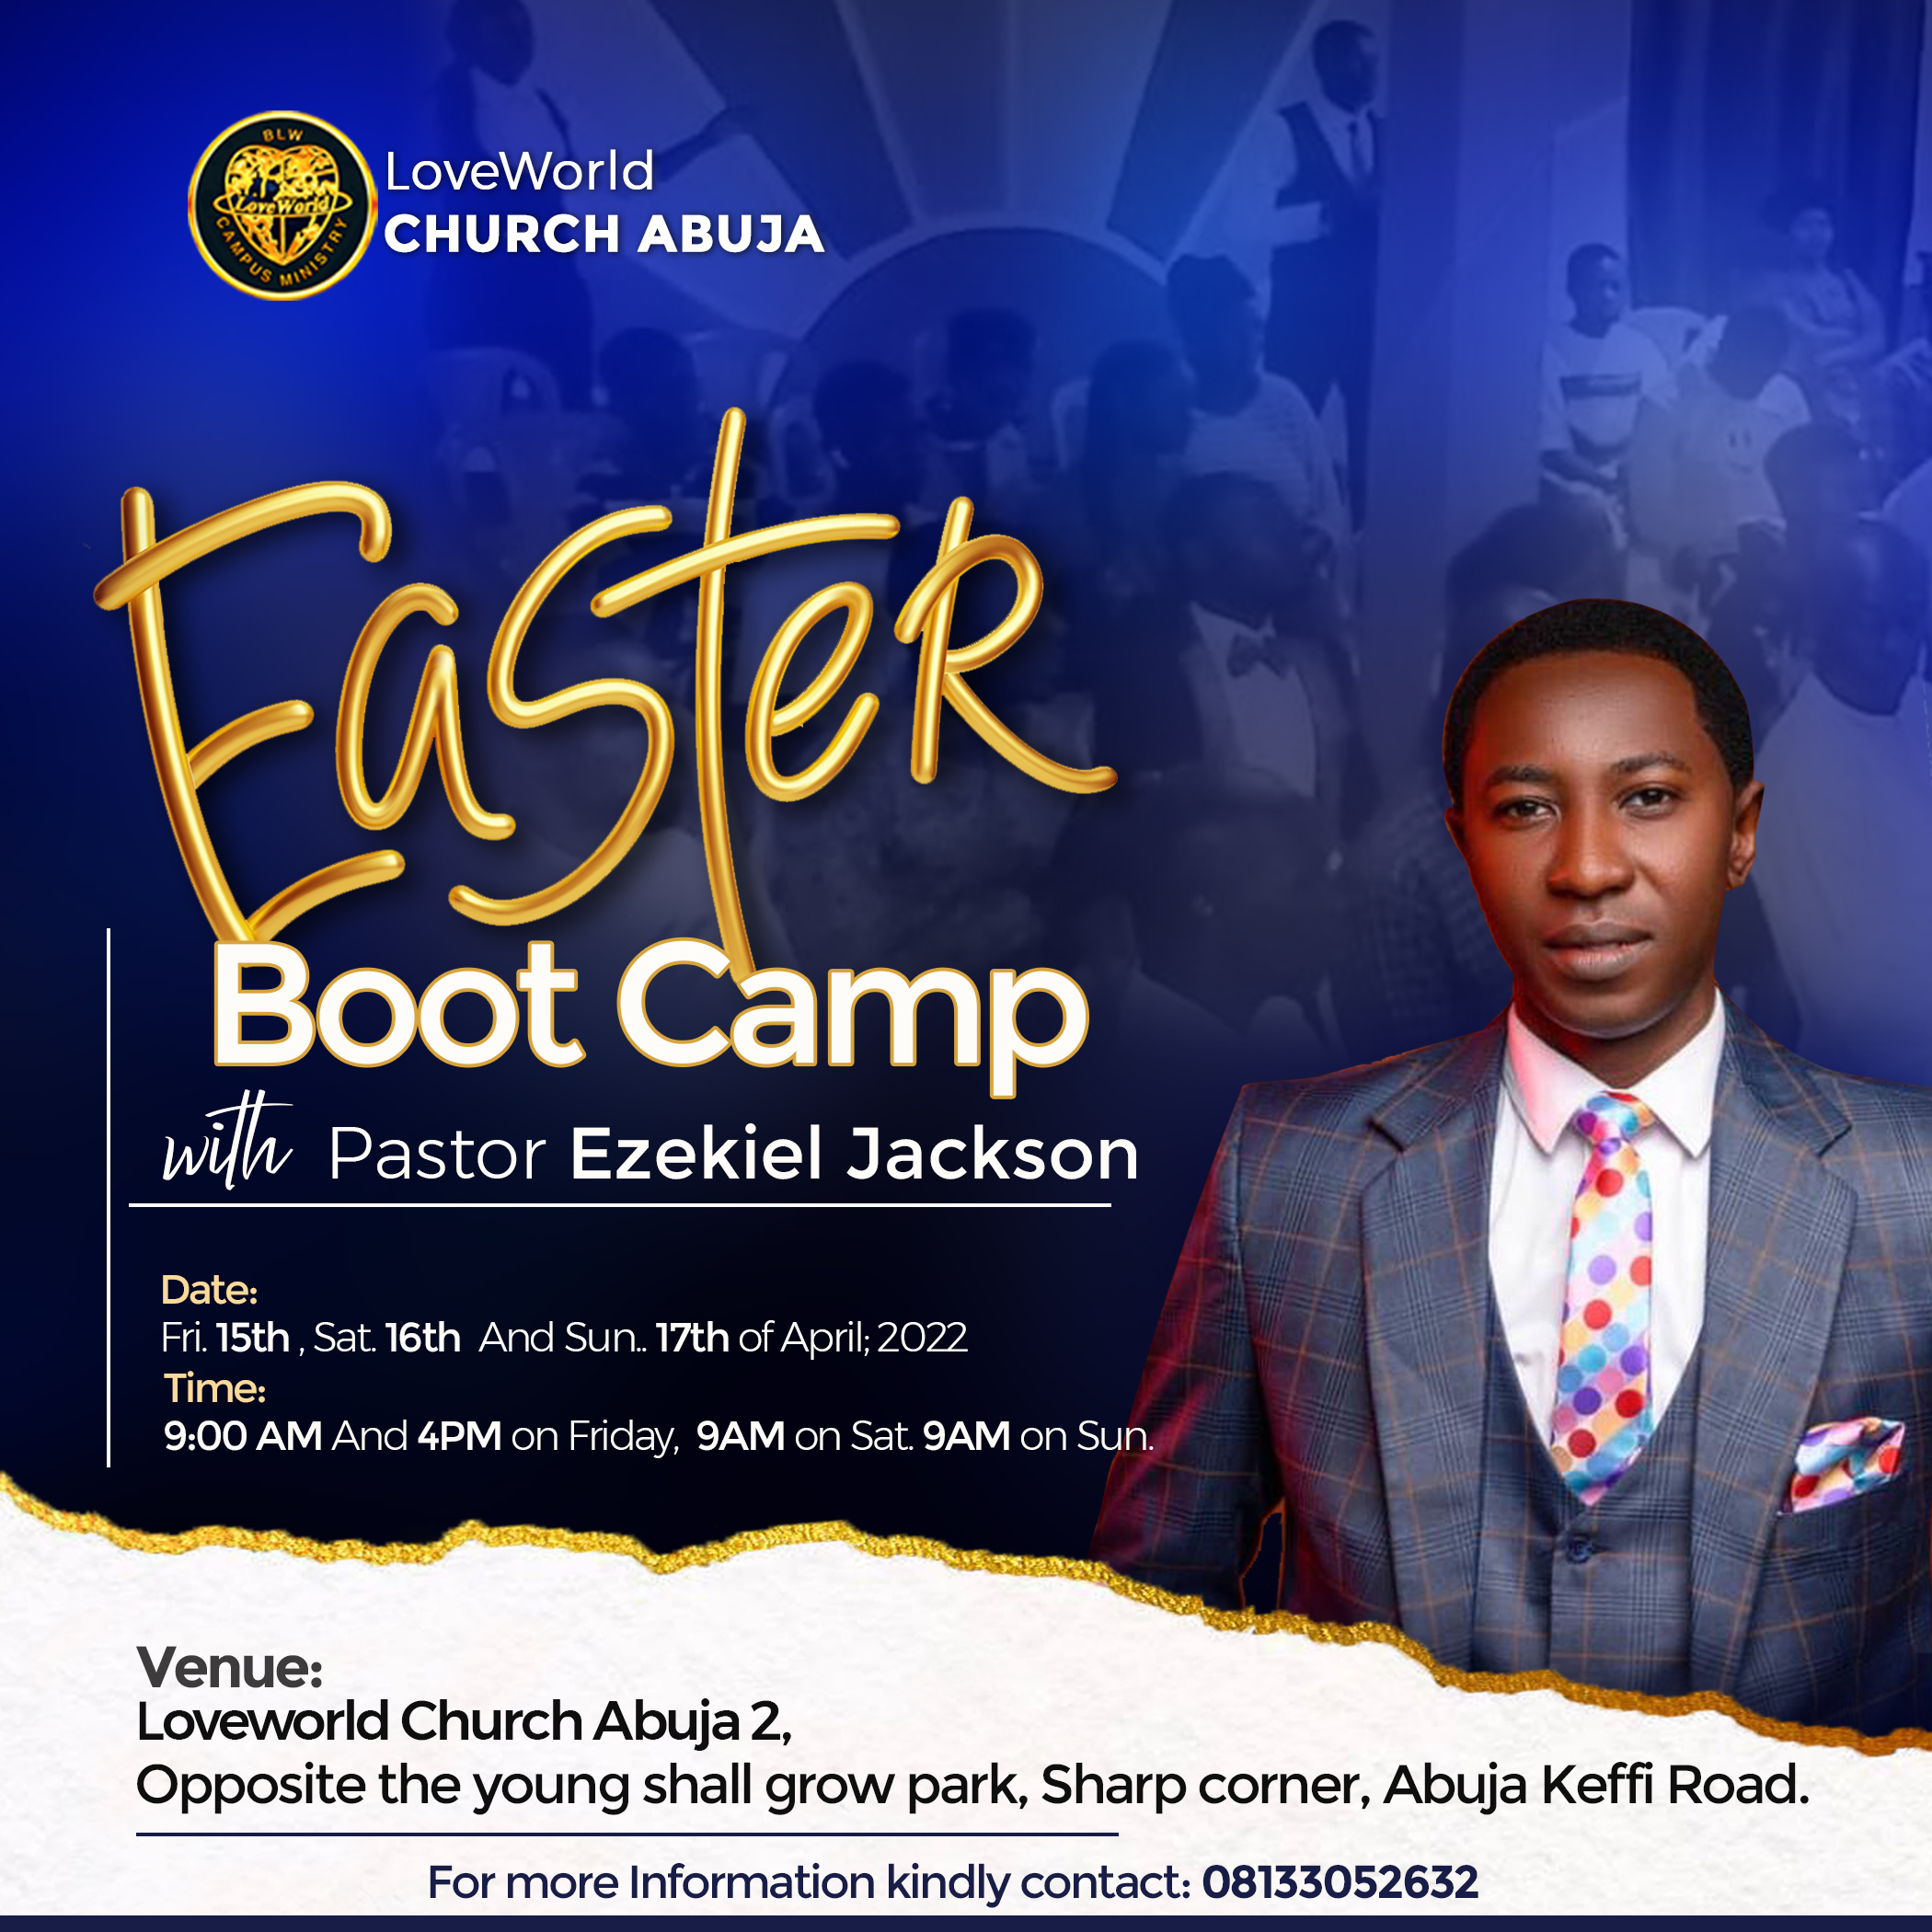 BLW
LoveWorld
CAMPUS MINISTRY
LoveWorld
CHURCH ABUJA
Easter
Boot Camp
with Pastor Ezekiel Jackson
Date:
Fri. 15th , Sat. 16th And Sun.. 17th of April; 2022
Time:
9:00 AM And 4PM on Friday, 9AM on Sat. 9AM on Sun.
Venue:
Loveworld Church Abuja 2,
Opposite the young shall grow park, Sharp corner, Abuja Keffi Road.
For more Information kindly contact: 08133052632